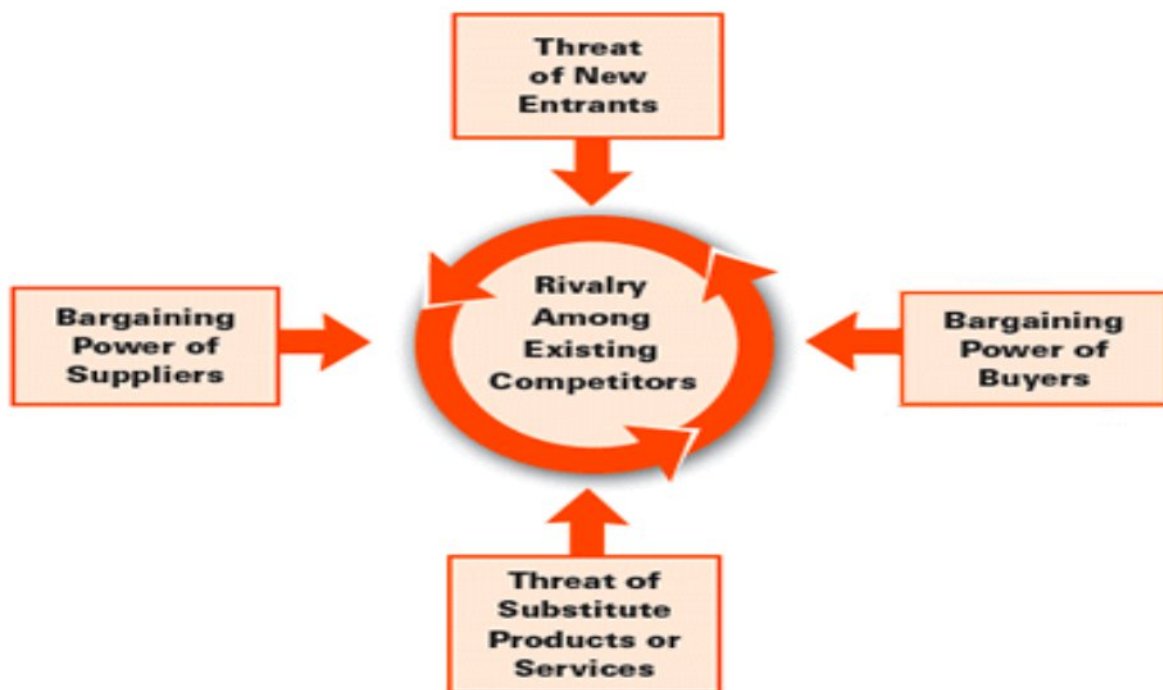 Threat
of New
Entrants
Bargaining
Power of
Suppliers
Rivalry
Among
Existing
Competitors
Bargaining
Power of
Buyers
Threat of
Substitute
Products or
Services